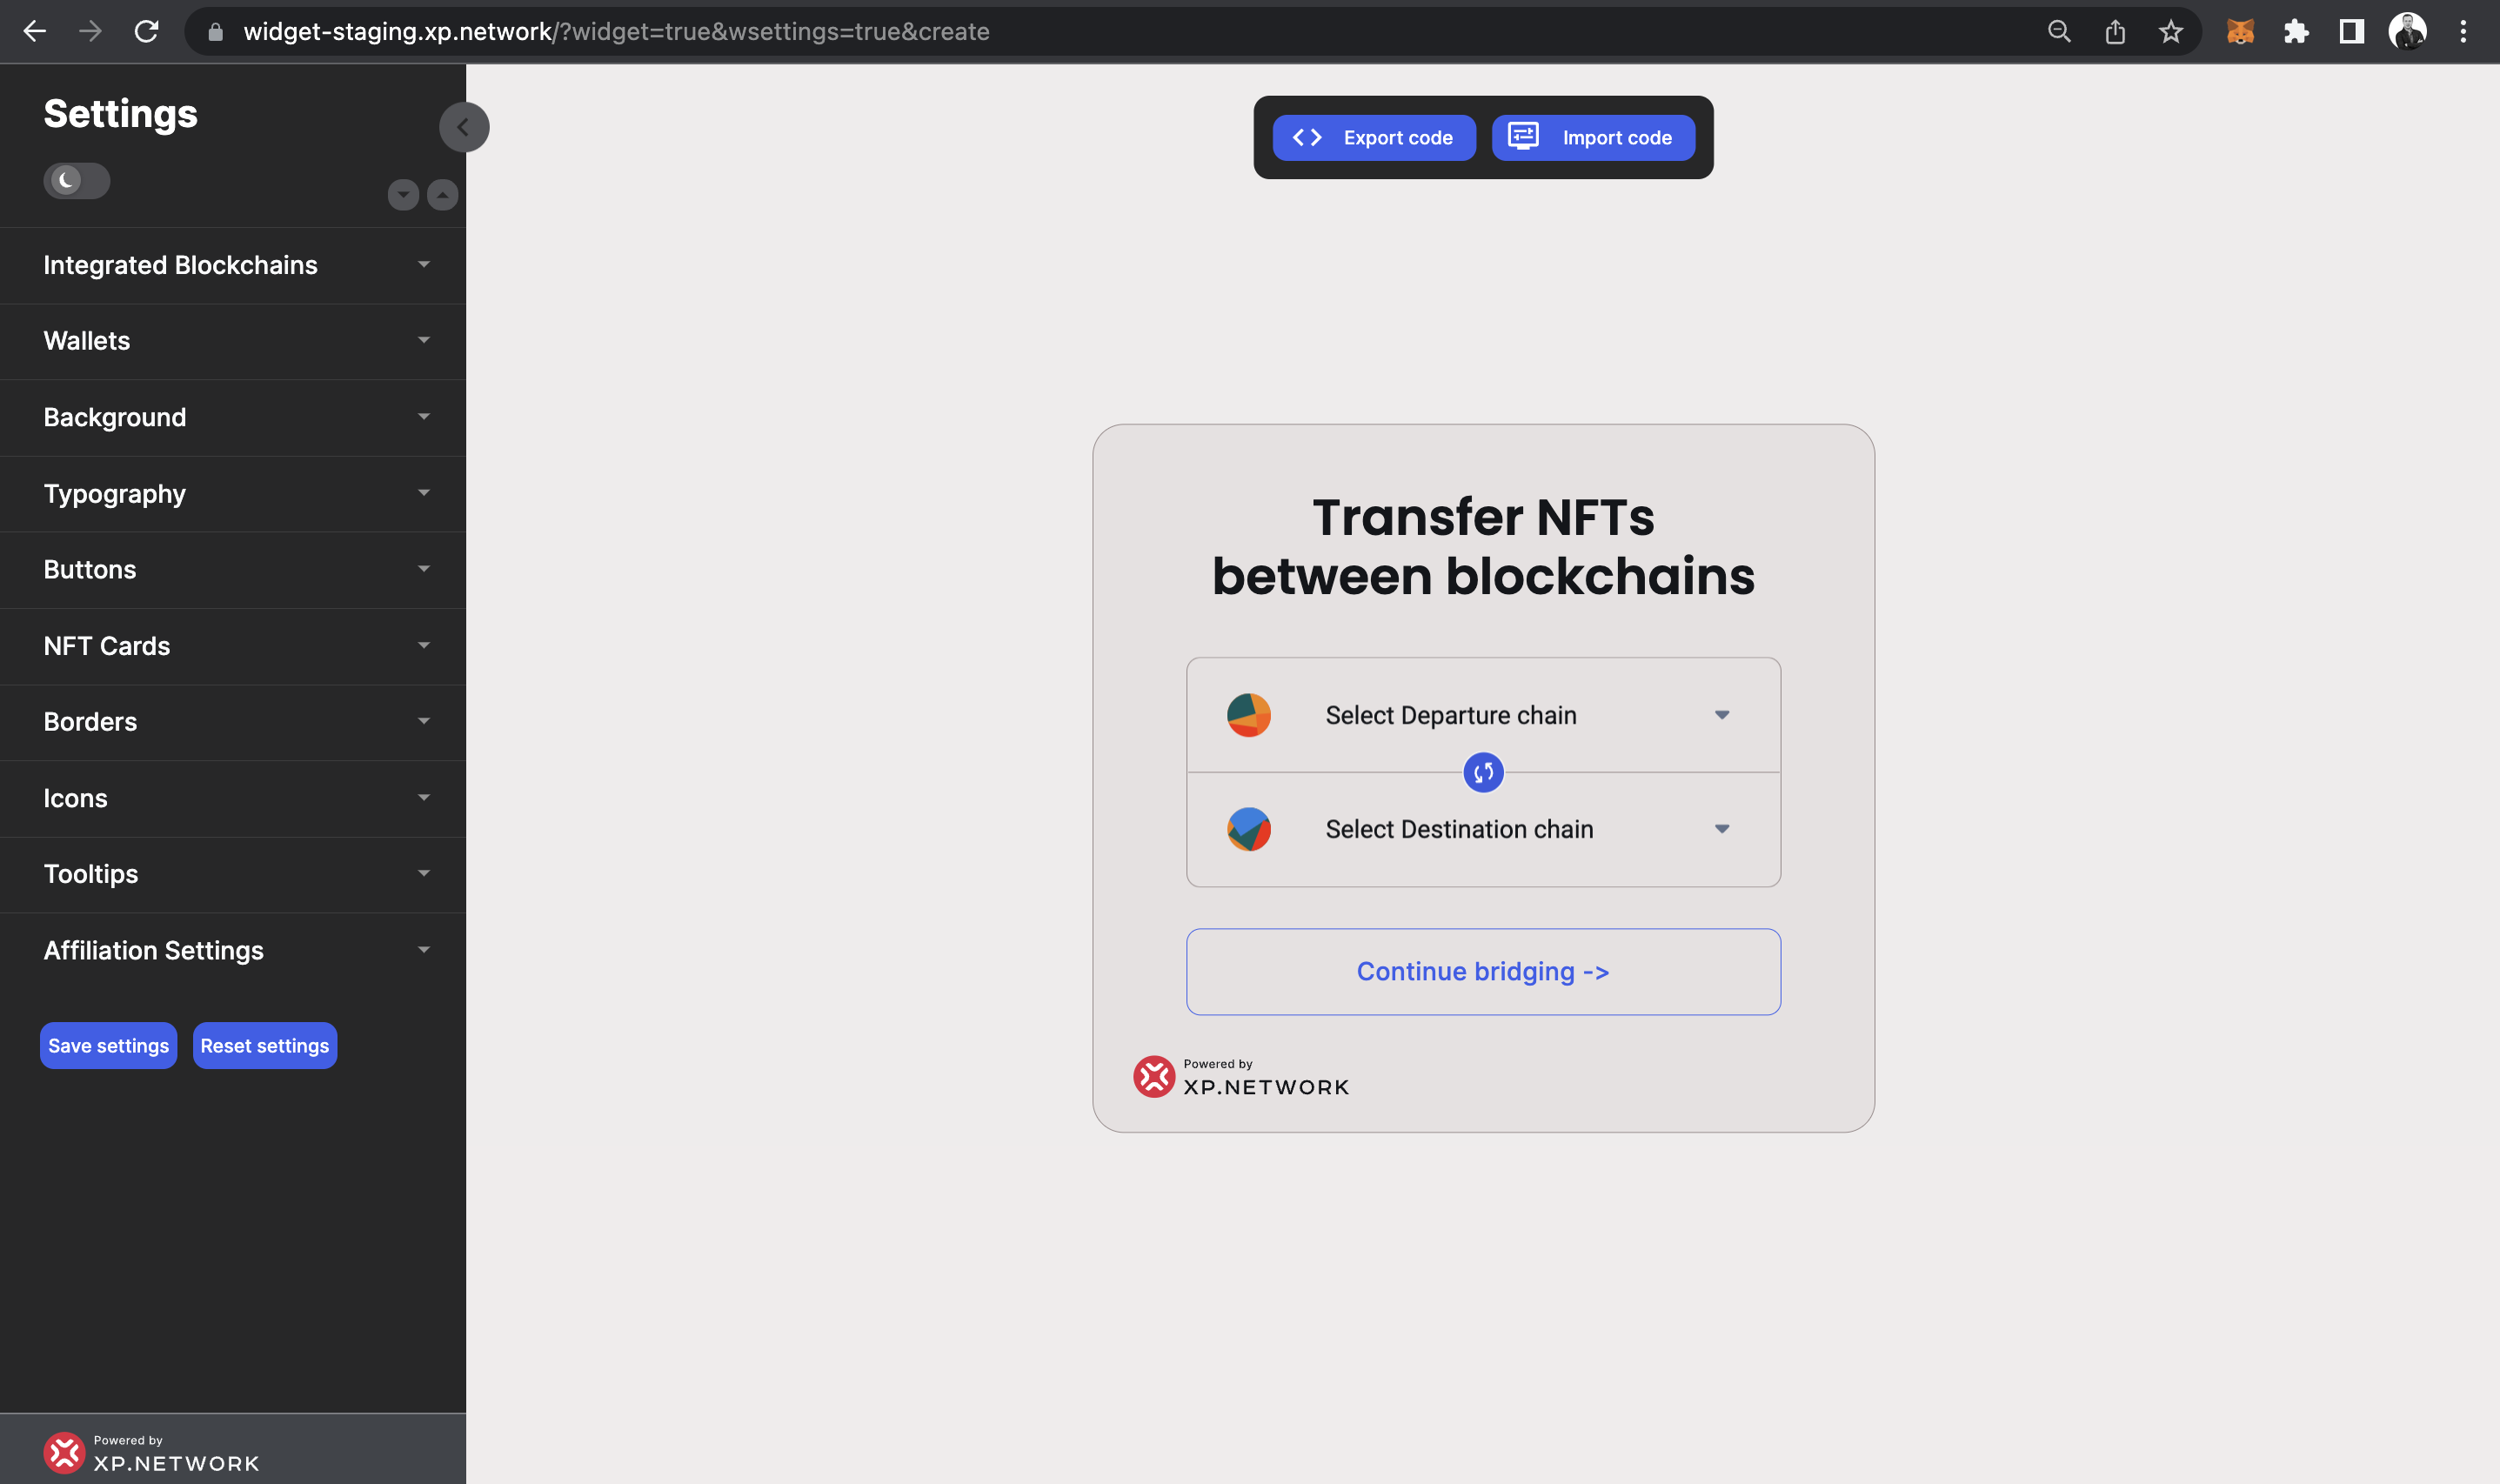 widget-staging.xp.network/?widget=true&wsettings=true&create
Settings
Integrated Blockchains
Wallets
Background
Typography
Buttons
NFT Cards
Borders
Icons
Tooltips
Affiliation Settings
Save settings
Reset settings
Powered by
XP.NETWORK
Export code
Import code
Transfer NFTs
between blockchains
Select Departure chain
Select Destination chain
Continue bridging ->
Powered by
XP.NETWORK